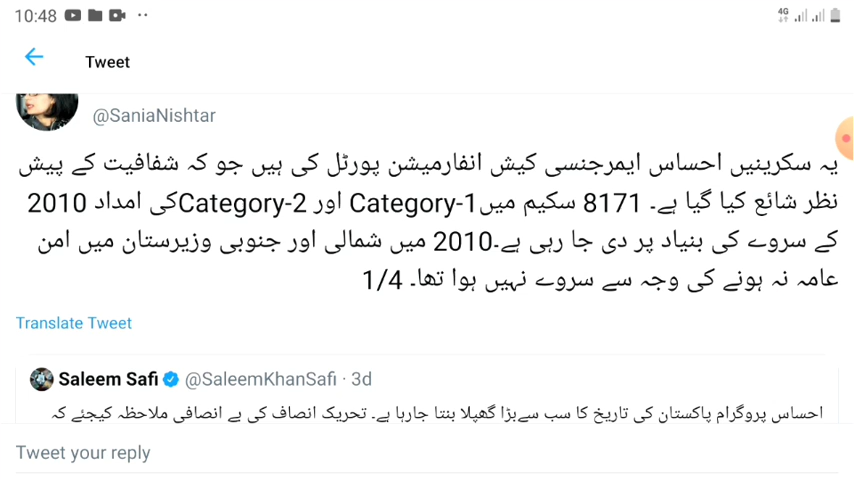 10:48
4G
Tweet
@SaniaNishtar
یہ سکرینیں احساس ایمرجنسی کیش انفارمیشن پورٹل کی ہیں جو کہ شفافیت کے پیش
نظر شائع کیا گیا ہے۔ 8171 سکیم میںCategory-1 اور Category-2کی امداد 2010
کے سروے کی بنیاد پر دی جا رہی ہے۔2010 میں شمالی اور جنوبی وزیرستان میں امن
عامہ نہ ہونے کی وجہ سے سروے نہیں ہوا تھا۔ 1/4
Translate Tweet
Saleem Safi @SaleemKhanSafi · 3d
احساس پروگرام پاکستان کی تاریخ کا سب سےبڑا گھپلا بنتا جارہا ہے۔ تحریک انصاف کی بے انصافی ملاحظہ کیجئے کہ
Tweet your reply